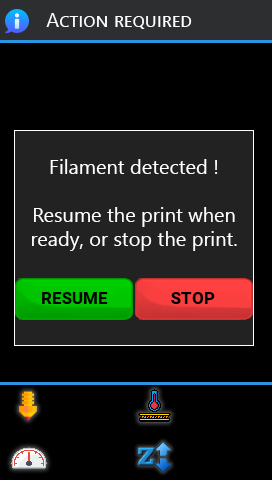 Action required
Filament detected !
Resume the print when
ready, or stop the print.
RESUME STOP
Z